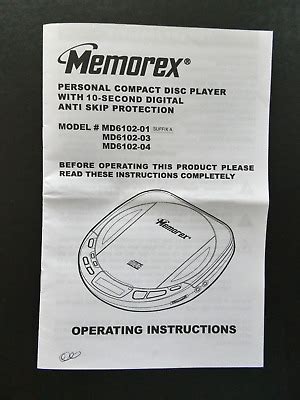 Memorex®
PERSONAL COMPACT DISC PLAYER
WITH 10-SECOND DIGITAL
ANTI SKIP PROTECTION
MODEL # MD6102-01 SUFFIX A
MD6102-03
MD6102-04
BEFORE OPERATING THIS PRODUCT PLEASE
READ THESE INSTRUCTIONS COMPLETELY
Memorex
OPERATING INSTRUCTIONS